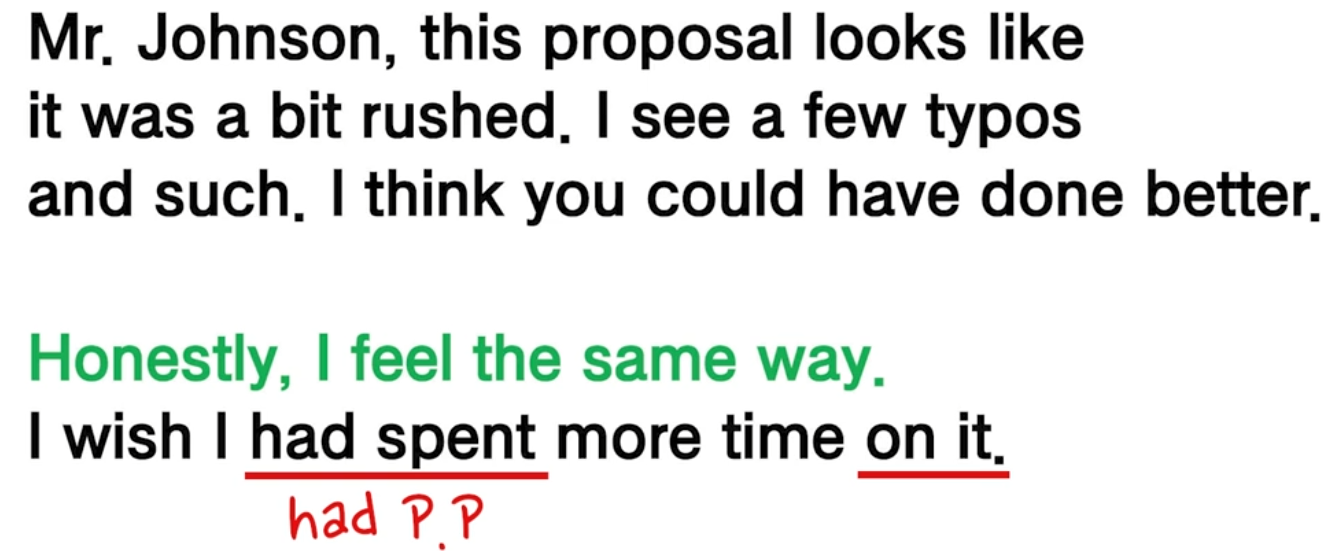 Mr. Johnson, this proposal looks like
it was a bit rushed. I see a few typos
and such. I think you could have done better.
Honestly, I feel the same way.
I wish I had spent more time on it.
had P.P